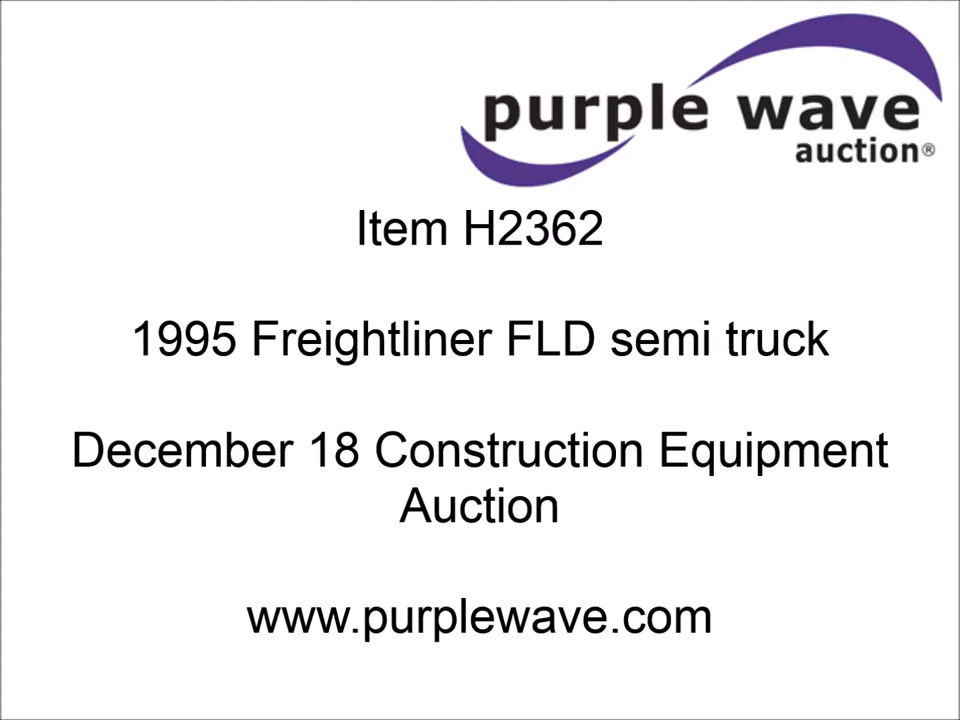 purple wave
auction®
Item H2362
1995 Freightliner FLD semi truck
December 18 Construction Equipment
Auction
www.purplewave.com